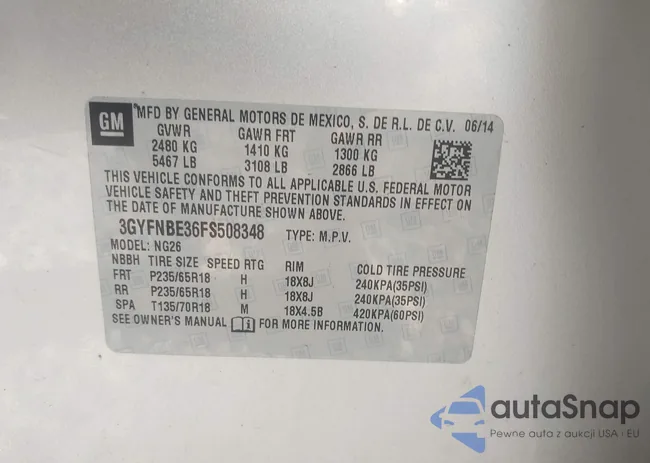 GM
MFD BY GENERAL MOTORS DE MEXICO, S. DE R.L. DE C.V. 06/14
GVWR GAWR FRT GAWR RR
2480 KG 1410 KG 1300 KG
5467 LB 3108 LB 2866 LB
THIS VEHICLE CONFORMS TO ALL APPLICABLE U.S. FEDERAL MOTOR
VEHICLE SAFETY AND THEFT PREVENTION STANDARDS IN EFFECT ON
THE DATE OF MANUFACTURE SHOWN ABOVE.
3GYFNBE36FS508348 TYPE: M.P.V.
MODEL: NG26
NBBH TIRE SIZE SPEED RTG RIM COLD TIRE PRESSURE
FRT P235/65R18 H 18X8J 240KPA(35PSI)
RR P235/65R18 H 18X8J 240KPA(35PSI)
SPA T135/70R18 M 18X4.5B 420KPA(60PSI)
SEE OWNER'S MANUAL FOR MORE INFORMATION.
autaSnap
Pewne auta z aukcji USA i EU